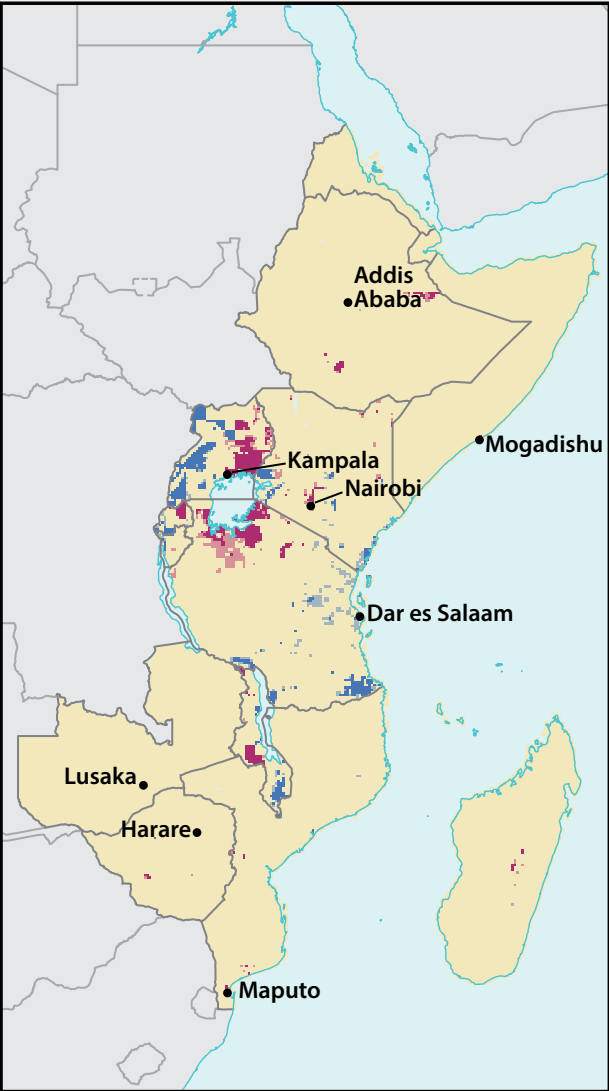 Addis
Ababa
Mogadishu
Kampala
Nairobi
Dar es Salaam
Lusaka
Harare
Maputo